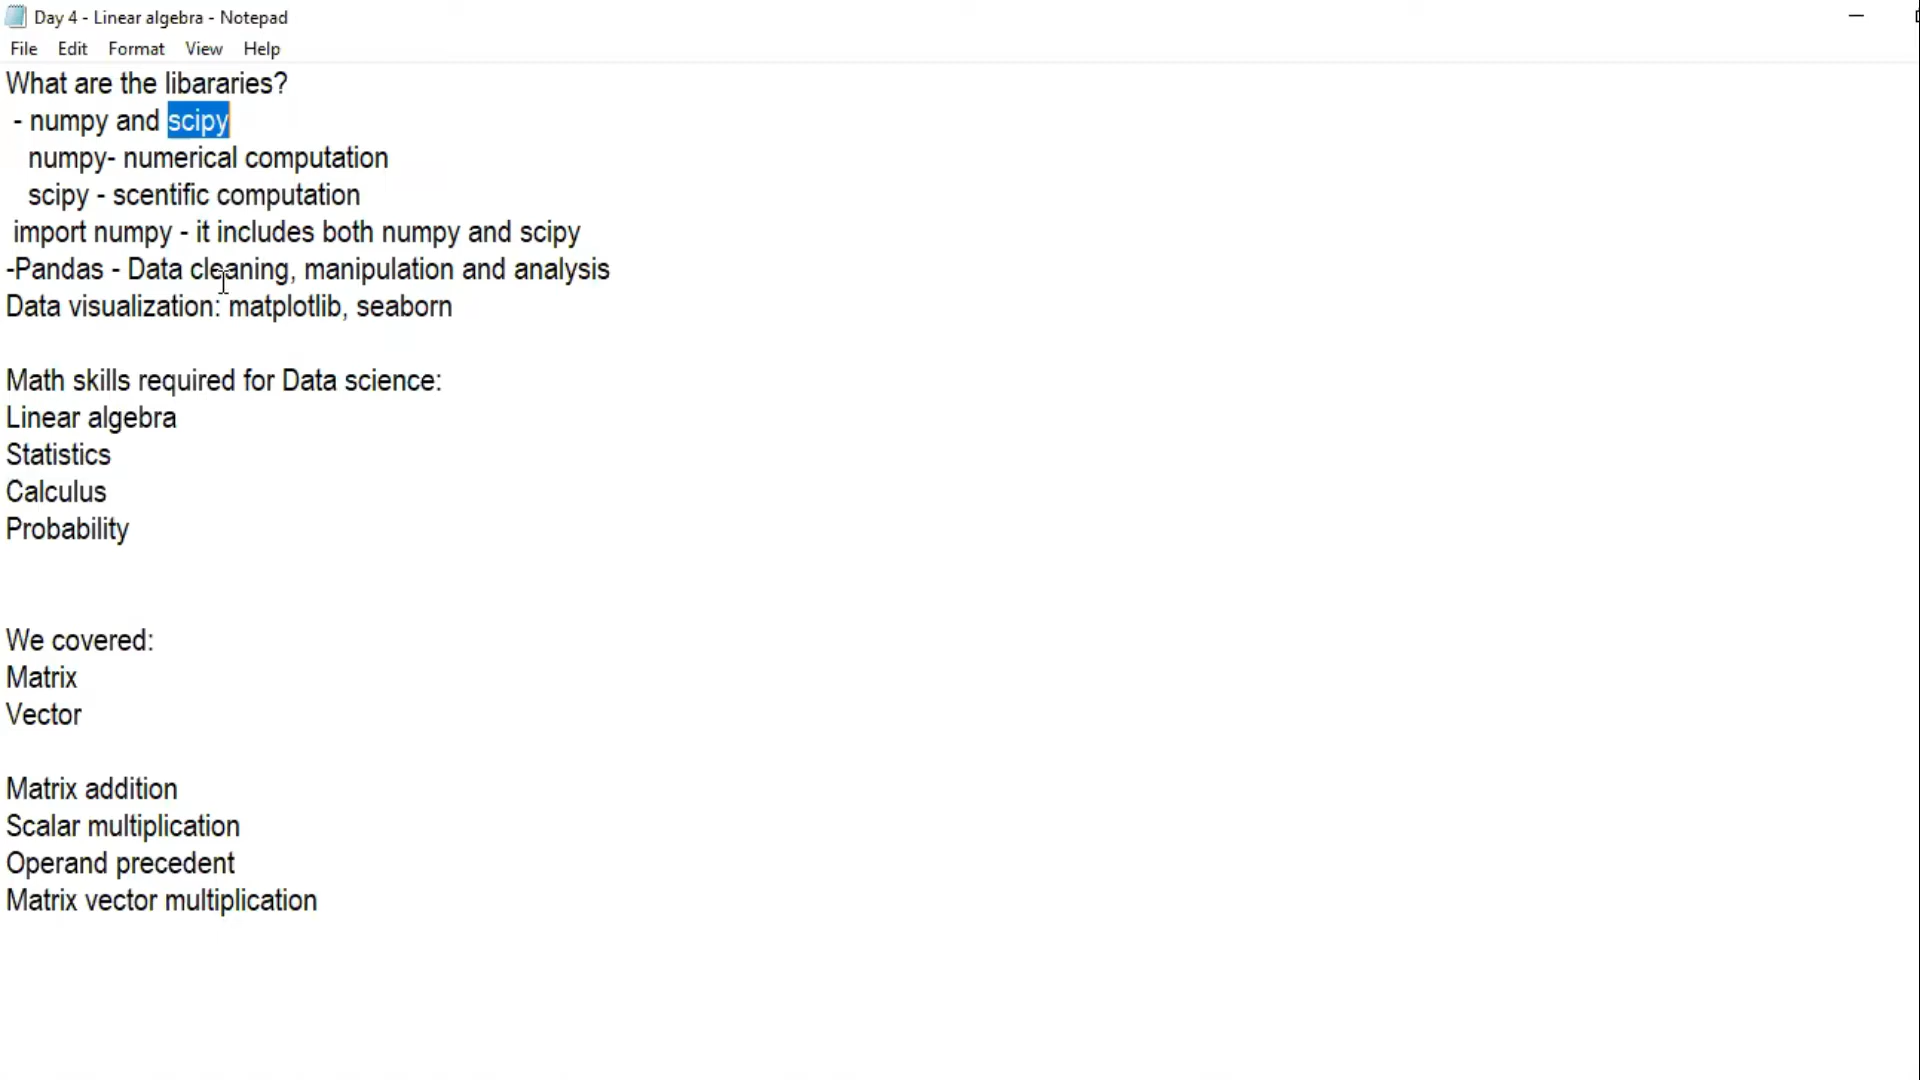 Day 4 - Linear algebra - Notepad
File Edit Format View Help
What are the libararies?
- numpy and scipy
numpy- numerical computation
scipy - scentific computation
import numpy - it includes both numpy and scipy
-Pandas - Data cleaning, manipulation and analysis
Data visualization: matplotlib, seaborn
Math skills required for Data science:
Linear algebra
Statistics
Calculus
Probability
We covered:
Matrix
Vector
Matrix addition
Scalar multiplication
Operand precedent
Matrix vector multiplication